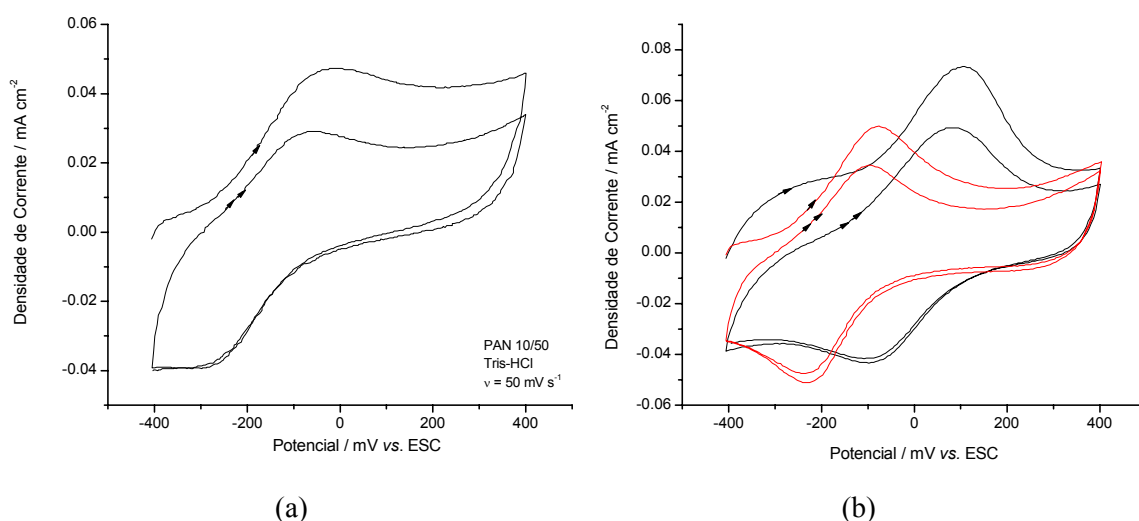 0.06
0.04
0.02
0.00
-0.02
-0.04
Densidade de Corrente / mA cm⁻²
-400
-200
0
200
400
Potencial / mV vs. ESC
PAN 10/50
Tris-HCl
ν = 50 mV s⁻¹
(a)
0.08
0.06
0.04
0.02
0.00
-0.02
-0.04
-0.06
Densidade de Corrente / mA cm⁻²
-400
-200
0
200
400
Potencial / mV vs. ESC
(b)